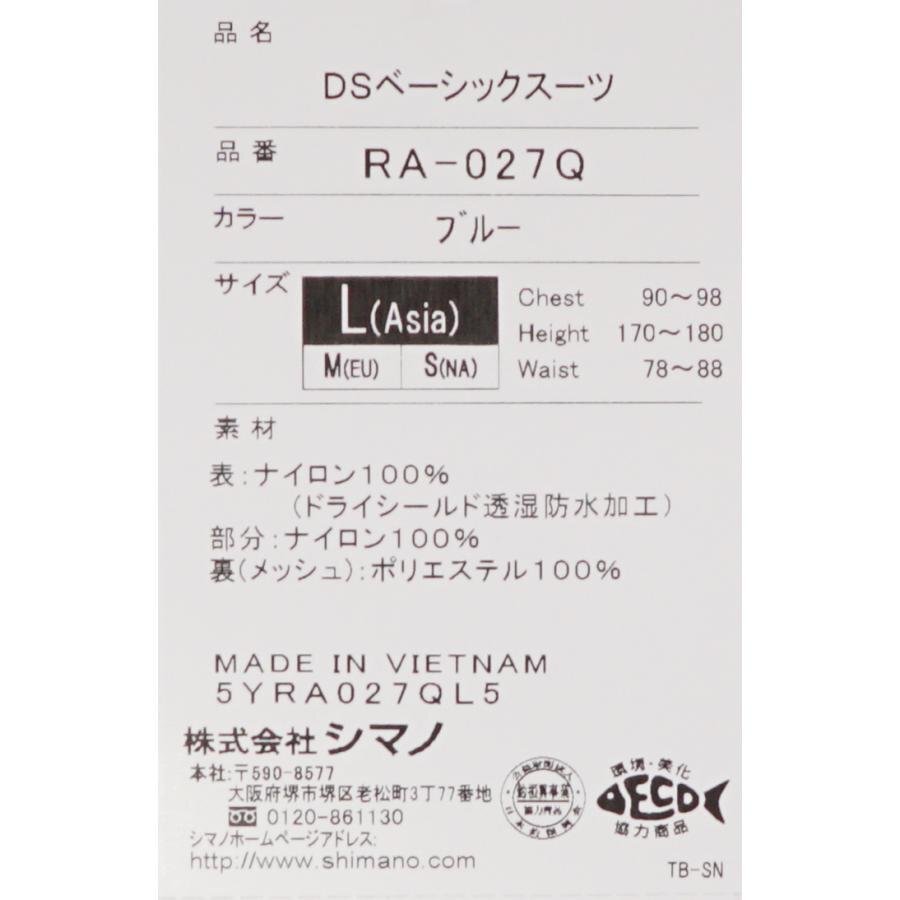 品名
DSベーシックスーツ
品番 RA-027Q
カラー ブルー
サイズ L(Asia)
M(EU) S(NA)
Chest 90～98
Height 170～180
Waist 78～88
素材
表:ナイロン100%
(ドライシールド透湿防水加工)
部分:ナイロン100%
裏(メッシュ):ポリエステル100%
MADE IN VIETNAM
5YRA027QL5
株式会社シマノ
本社:〒590-8577
大阪府堺市堺区老松町3丁77番地
0120-861130
シマノホームページアドレス:
http://www.shimano.com
環境・美化
ECO
協力商品
TB-SN